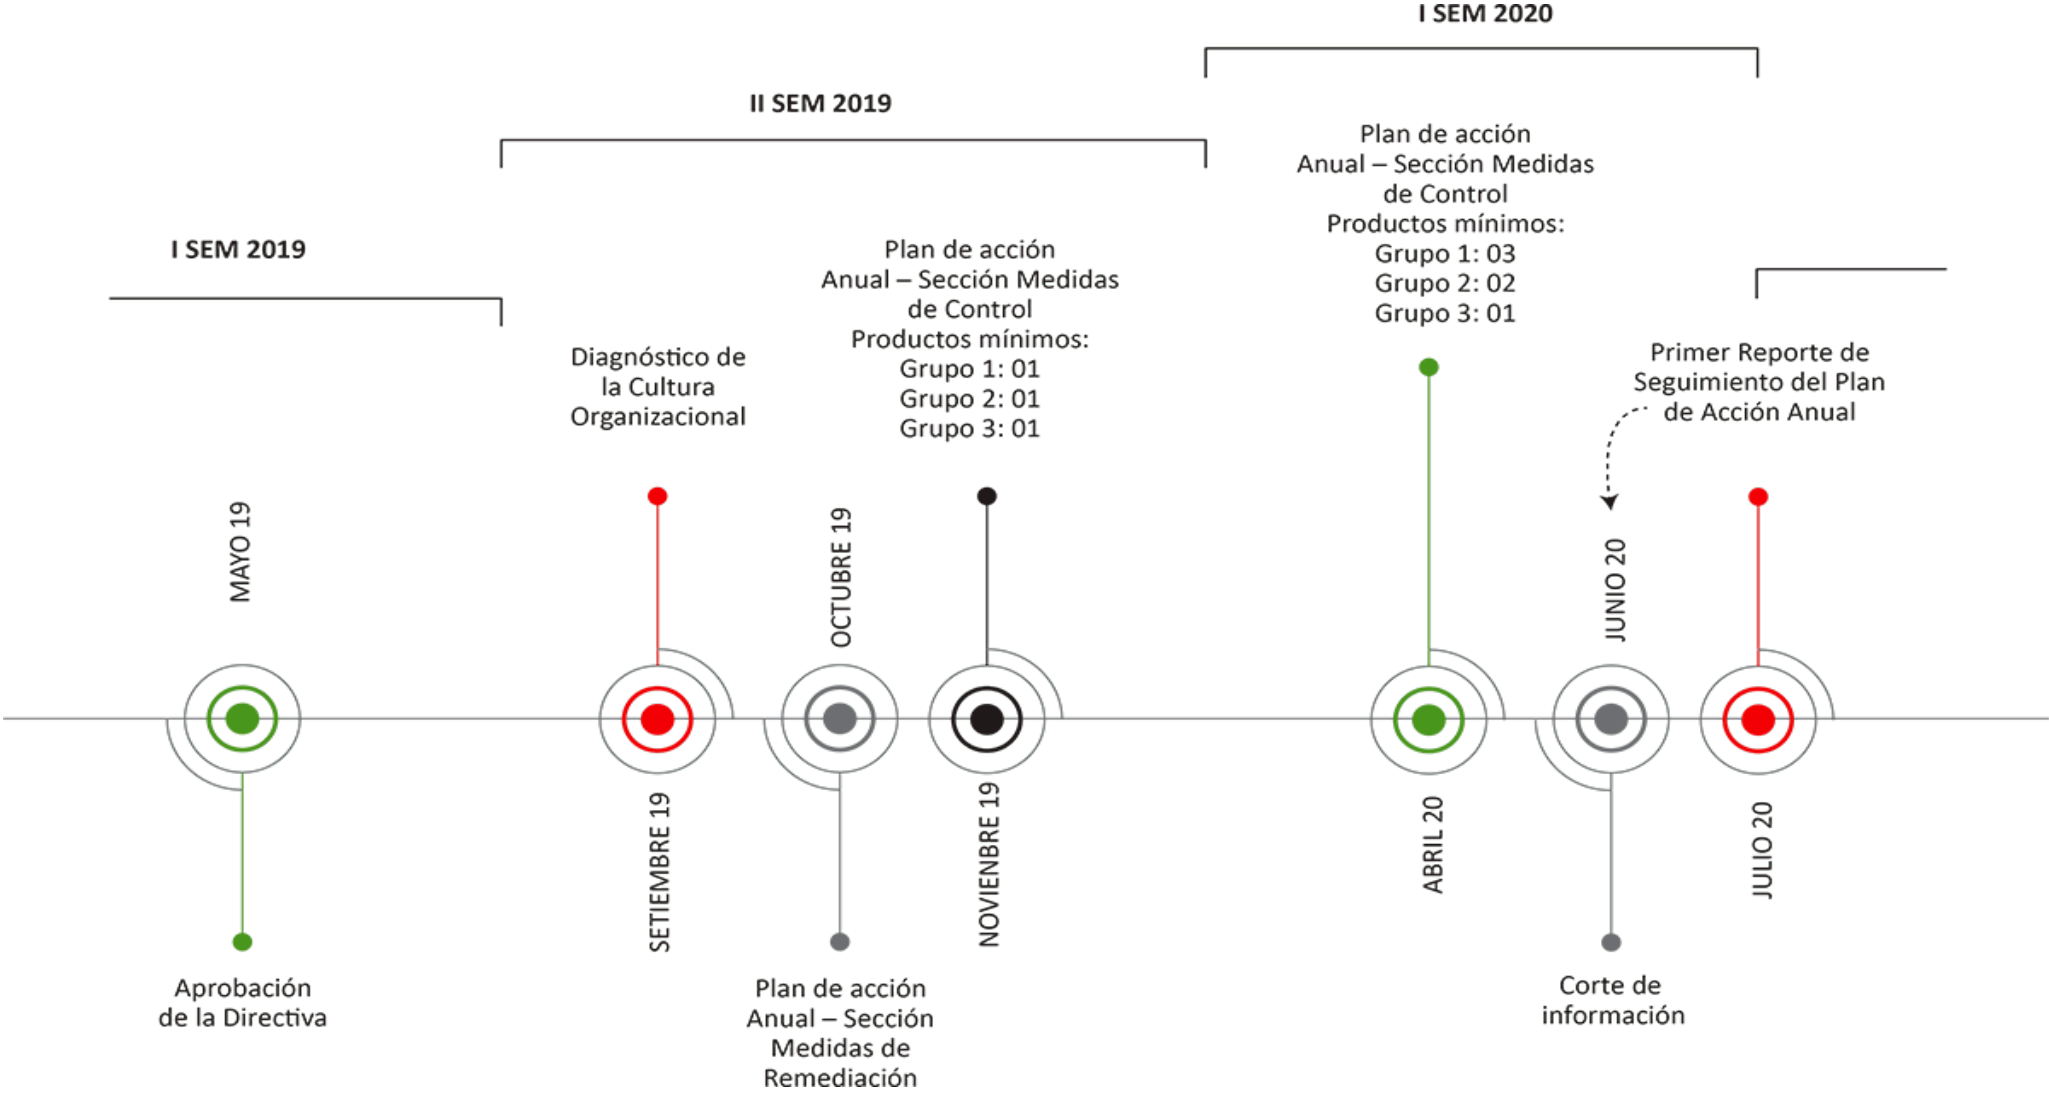 I SEM 2020
II SEM 2019
I SEM 2019
MAYO 19
Aprobación
de la Directiva
Diagnóstico de
la Cultura
Organizacional
SETIEMBRE 19
OCTUBRE 19
Plan de acción
Anual – Sección
Medidas de
Remediación
Plan de acción
Anual – Sección Medidas
de Control
Productos mínimos:
Grupo 1: 01
Grupo 2: 01
Grupo 3: 01
NOVIENBRE 19
Plan de acción
Anual – Sección Medidas
de Control
Productos mínimos:
Grupo 1: 03
Grupo 2: 02
Grupo 3: 01
ABRIL 20
JUNIO 20
Corte de
información
Primer Reporte de
Seguimiento del Plan
de Acción Anual
JULIO 20